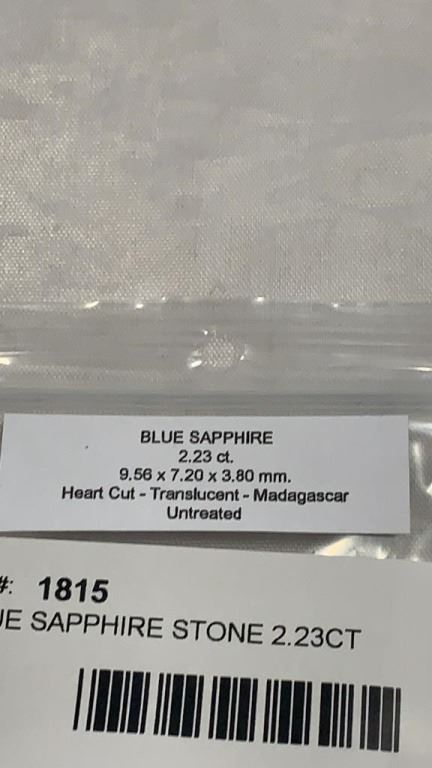 BLUE SAPPHIRE
2.23 ct.
9.56 x 7.20 x 3.80 mm.
Heart Cut - Translucent - Madagascar
Untreated
#: 1815
UE SAPPHIRE STONE 2.23CT